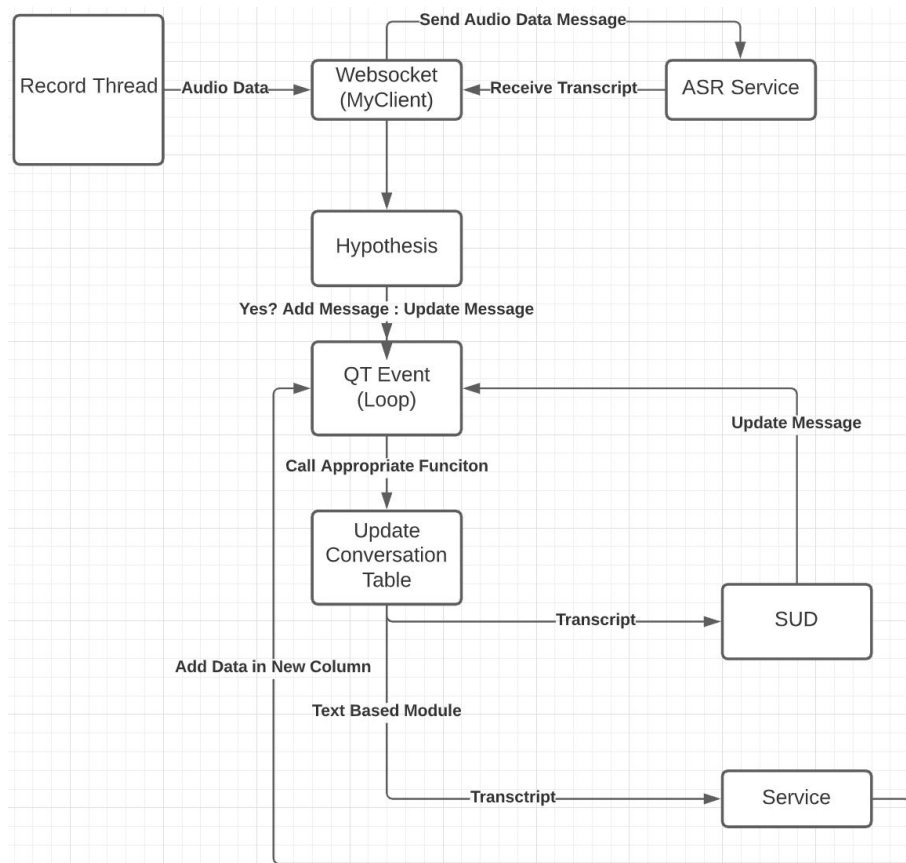 Send Audio Data Message
Record Thread
Audio Data
Websocket
(MyClient)
Receive Transcript
ASR Service
Hypothesis
Yes? Add Message : Update Message
QT Event
(Loop)
Update Message
Call Appropriate Funciton
Update
Conversation
Table
Transcript
SUD
Add Data in New Column
Text Based Module
Transctript
Service